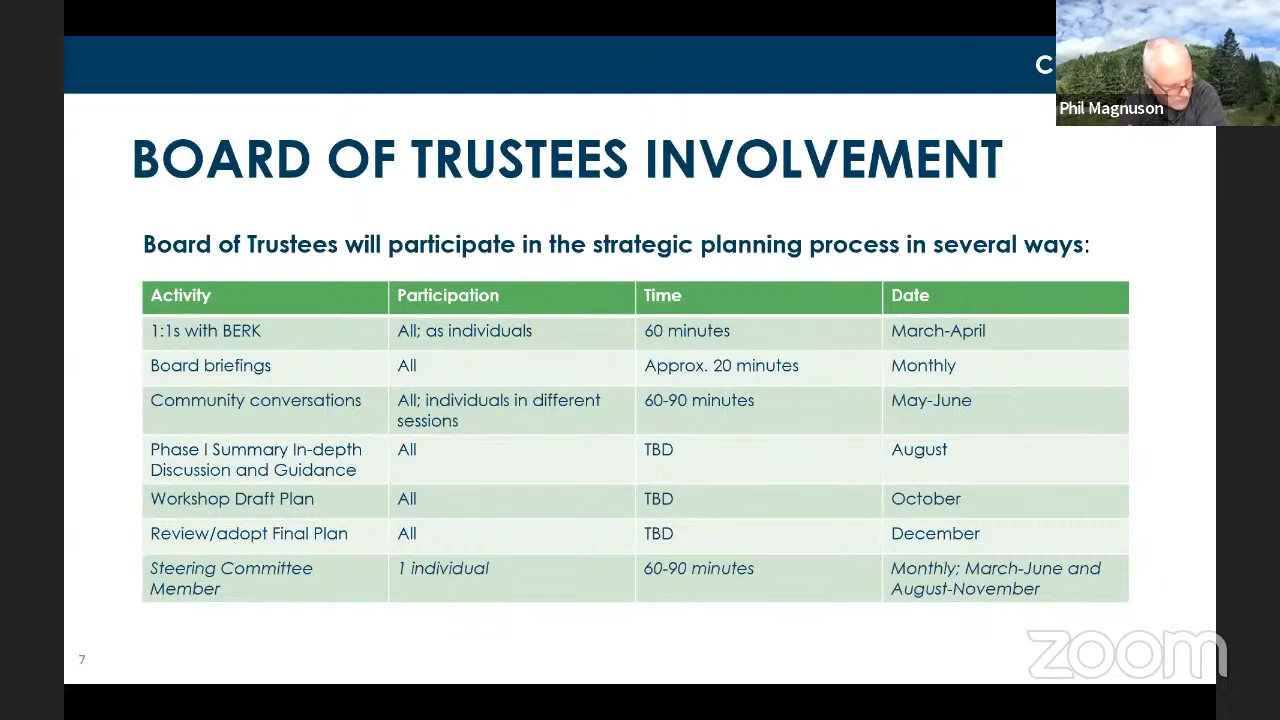 C
Phil Magnuson
BOARD OF TRUSTEES INVOLVEMENT
Board of Trustees will participate in the strategic planning process in several ways:
Activity Participation Time Date
1:1s with BERK All; as individuals 60 minutes March-April
Board briefings All Approx. 20 minutes Monthly
Community conversations All; individuals in different sessions 60-90 minutes May-June
Phase I Summary In-depth Discussion and Guidance All TBD August
Workshop Draft Plan All TBD October
Review/adopt Final Plan All TBD December
Steering Committee Member 1 individual 60-90 minutes Monthly; March-June and August-November
7
zoom